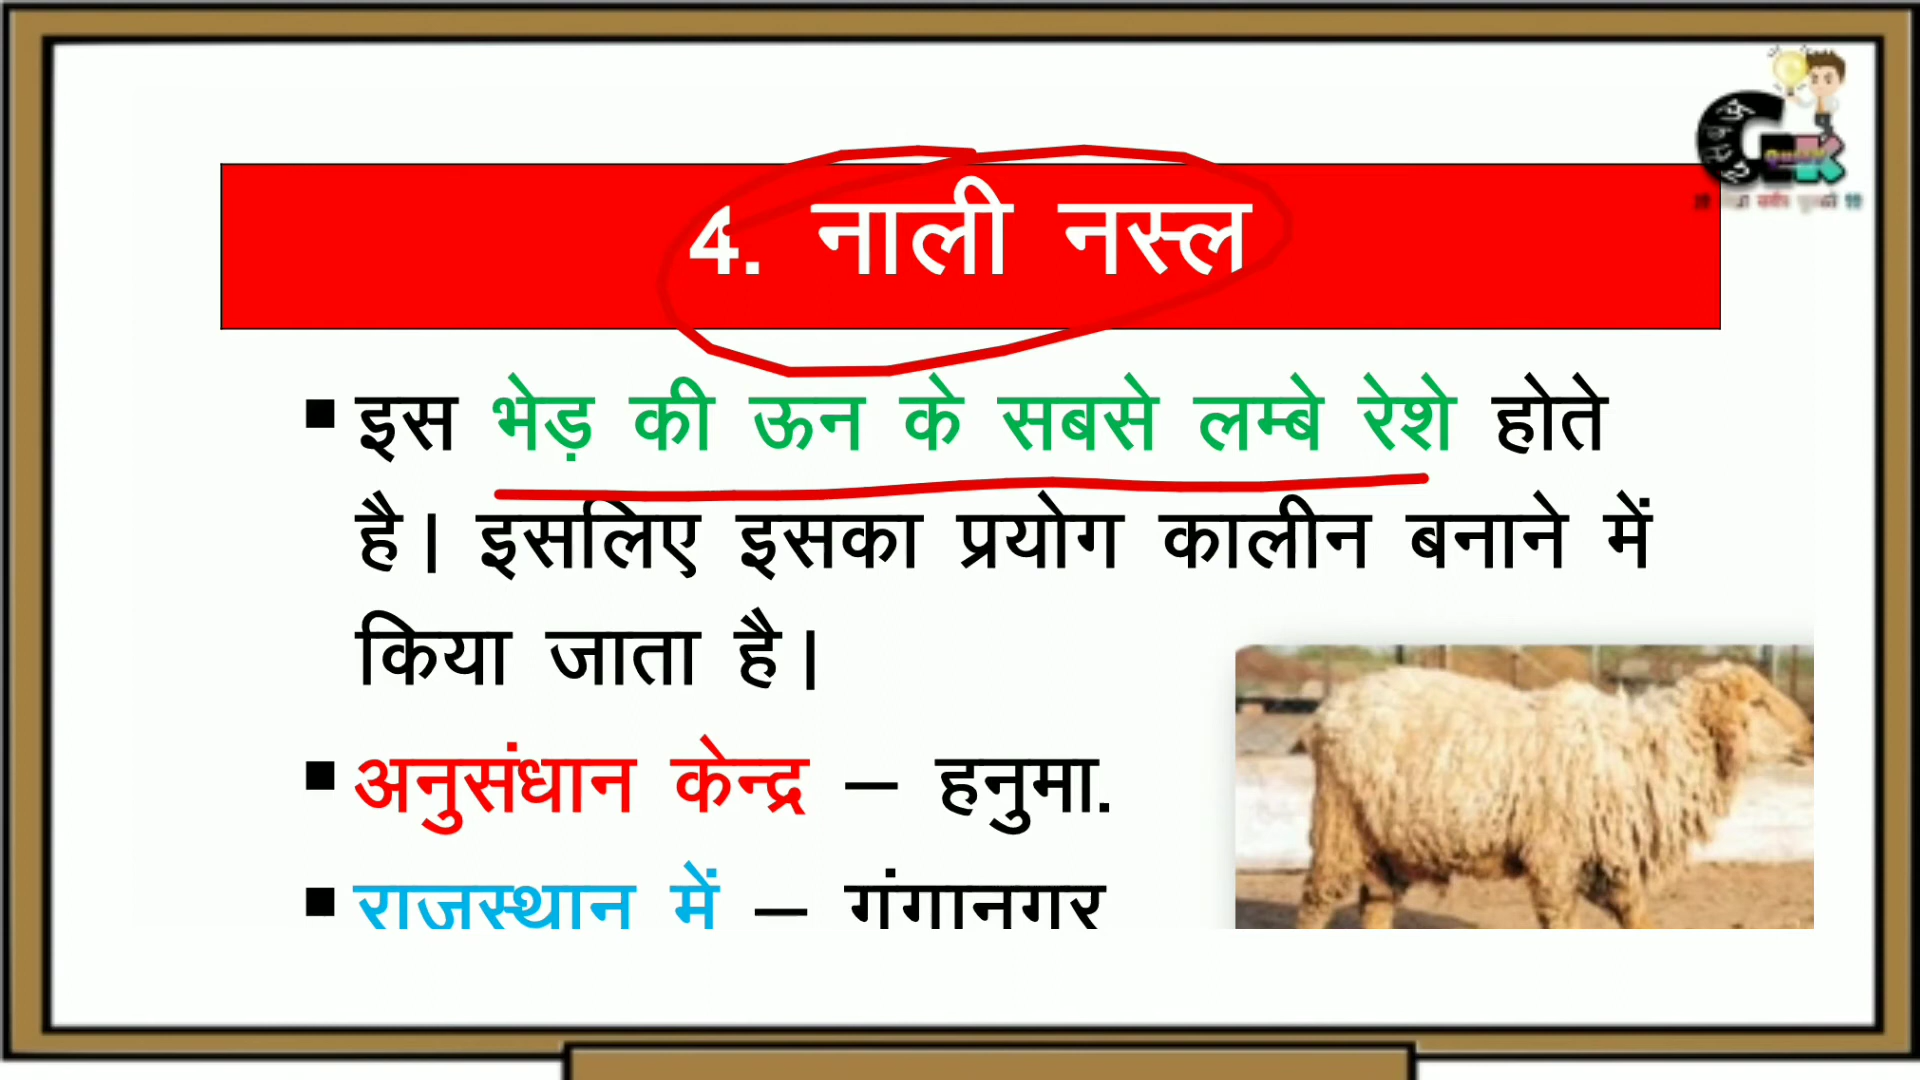 4. नाली नस्ल
▪ इस भेड़ की ऊन के सबसे लम्बे रेशे होते
है। इसलिए इसका प्रयोग कालीन बनाने में
किया जाता है।
▪ अनुसंधान केन्द्र – हनुमा.
▪ राजस्थान में – गंगानगर